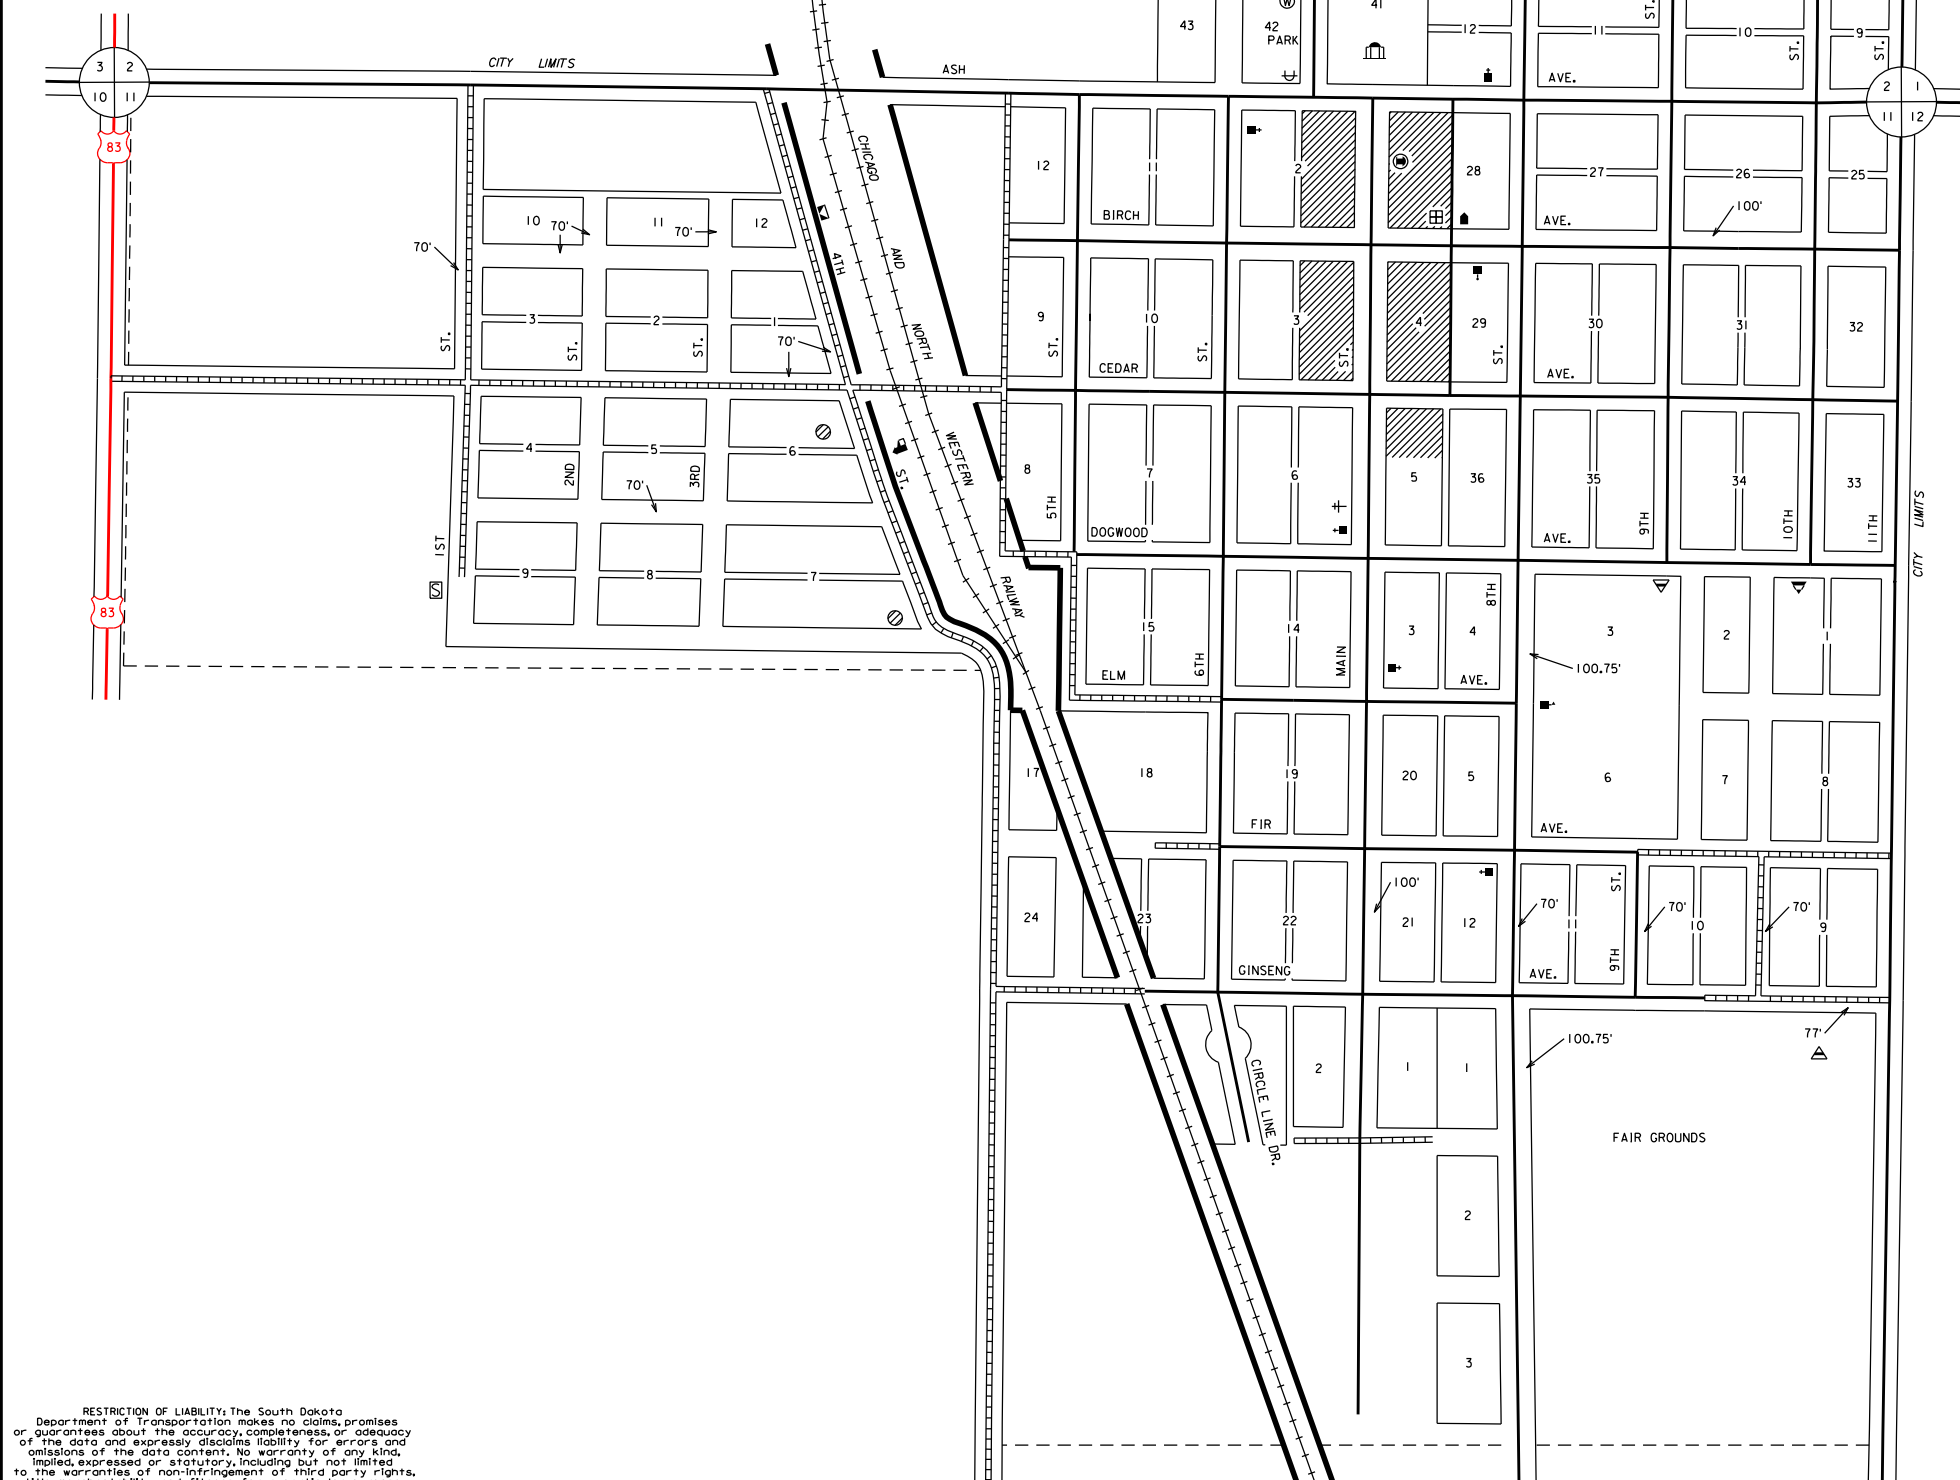 43
42
PARK
W
41
12
11
ST.
10
ST.
9
ST.
3 2
10 11
CITY LIMITS
ASH
AVE.
2 1
11 12
83
CHICAGO
12
11
2
28
27
26
25
10
70'
11
70'
12
BIRCH
AVE.
100'
70'
4TH
AND
3
2
1
9
10
3
4
29
30
31
32
ST.
ST.
ST.
70'
NORTH
ST.
CEDAR
ST.
ST.
ST.
AVE.
4
5
6
WESTERN
8
7
6
5
36
35
34
33
2ND
3RD
70'
ST.
5TH
DOGWOOD
AVE.
9TH
10TH
11TH
CITY LIMITS
1ST
9
8
7
S
83
RAILWAY
15
14
3
4
8TH
3
2
1
ELM
6TH
MAIN
AVE.
100.75'
17
18
19
20
5
6
7
8
FIR
AVE.
24
23
22
100'
21
12
70'
11
ST.
70'
10
70'
9
GINSENG
AVE.
9TH
77'
100.75'
CIRCLE LINE DR.
2
1
1
FAIR GROUNDS
2
3
RESTRICTION OF LIABILITY: The South Dakota
Department of Transportation makes no claims, promises
or guarantees about the accuracy, completeness, or adequacy
of the data and expressly disclaims liability for errors and
omissions of the data content. No warranty of any kind,
implied, expressed or statutory, including but not limited
to the warranties of non-infringement of third party rights,